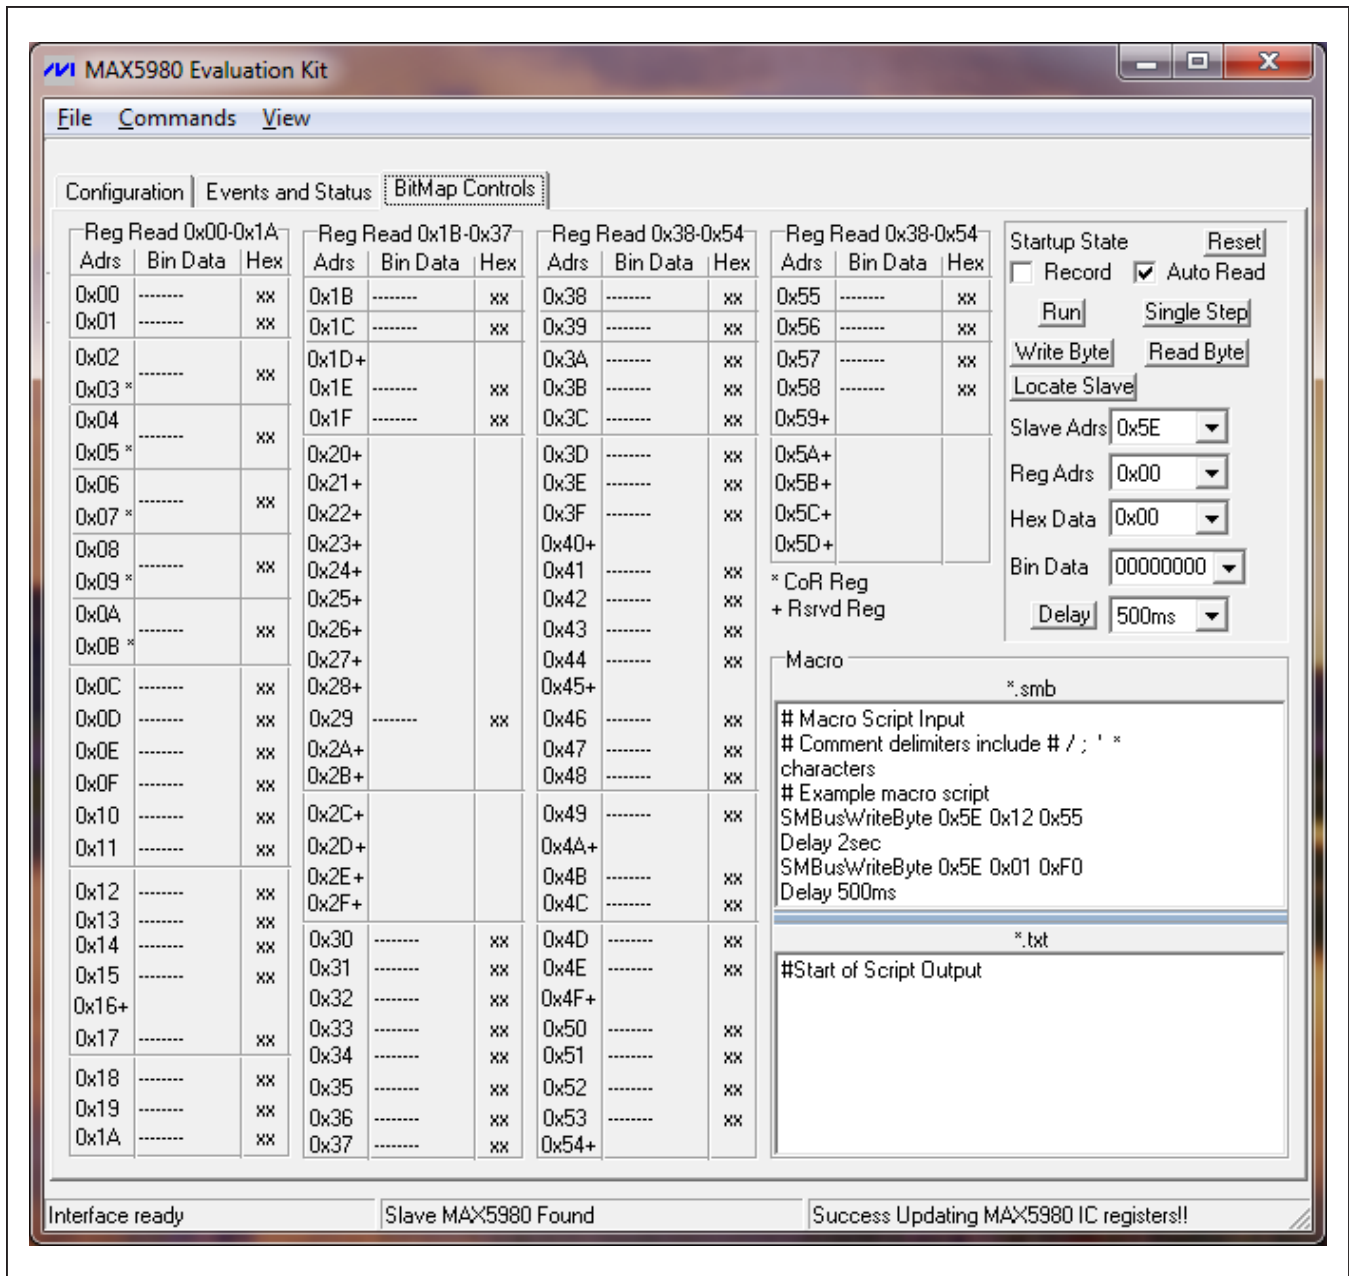 MAX5980 Evaluation Kit
File Commands View
Configuration Events and Status BitMap Controls
Reg Read 0x00-0x1A
Adrs Bin Data Hex
0x00 -------- xx
0x01 -------- xx
0x02
-------- xx
0x03 *
0x04
-------- xx
0x05 *
0x06
-------- xx
0x07 *
0x08
-------- xx
0x09 *
0x0A
-------- xx
0x0B *
0x0C -------- xx
0x0D -------- xx
0x0E -------- xx
0x0F -------- xx
0x10 -------- xx
0x11 -------- xx
0x12 -------- xx
0x13 -------- xx
0x14 -------- xx
0x15 -------- xx
0x16+
0x17 -------- xx
0x18 -------- xx
0x19 -------- xx
0x1A -------- xx
Reg Read 0x1B-0x37
Adrs Bin Data Hex
0x1B -------- xx
0x1C -------- xx
0x1D+
0x1E -------- xx
0x1F -------- xx
0x20+
0x21+
0x22+
0x23+
0x24+
0x25+
0x26+
0x27+
0x28+
0x29 -------- xx
0x2A+
0x2B+
0x2C+
0x2D+
0x2E+
0x2F+
0x30 -------- xx
0x31 -------- xx
0x32 -------- xx
0x33 -------- xx
0x34 -------- xx
0x35 -------- xx
0x36 -------- xx
0x37 -------- xx
Reg Read 0x38-0x54
Adrs Bin Data Hex
0x38 -------- xx
0x39 -------- xx
0x3A -------- xx
0x3B -------- xx
0x3C -------- xx
0x3D -------- xx
0x3E -------- xx
0x3F -------- xx
0x40+
0x41 -------- xx
0x42 -------- xx
0x43 -------- xx
0x44 -------- xx
0x45+
0x46 -------- xx
0x47 -------- xx
0x48 -------- xx
0x49 -------- xx
0x4A+
0x4B -------- xx
0x4C -------- xx
0x4D -------- xx
0x4E -------- xx
0x4F+
0x50 -------- xx
0x51 -------- xx
0x52 -------- xx
0x53 -------- xx
0x54+
Reg Read 0x38-0x54
Adrs Bin Data Hex
0x55 -------- xx
0x56 -------- xx
0x57 -------- xx
0x58 -------- xx
0x59+
0x5A+
0x5B+
0x5C+
0x5D+
* CoR Reg
+ Rsrvd Reg
Startup State Reset
Record Auto Read
Run Single Step
Write Byte Read Byte
Locate Slave
Slave Adrs 0x5E
Reg Adrs 0x00
Hex Data 0x00
Bin Data 00000000
Delay 500ms
Macro
*.smb
# Macro Script Input
# Comment delimiters include # / ; ' *
characters
# Example macro script
SMBusWriteByte 0x5E 0x12 0x55
Delay 2sec
SMBusWriteByte 0x5E 0x01 0xF0
Delay 500ms
*.txt
#Start of Script Output
Interface ready Slave MAX5980 Found Success Updating MAX5980 IC registers!!